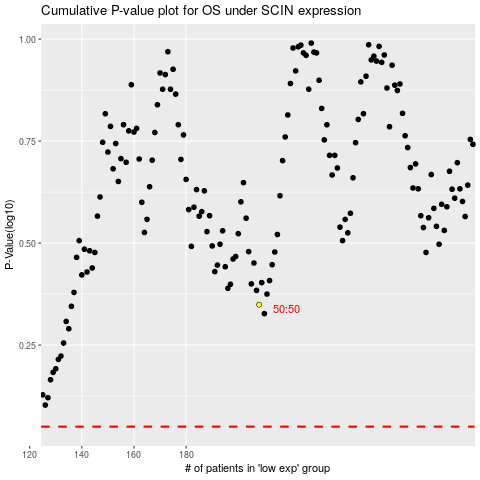 Cumulative P-value plot for OS under SCIN expression
P-Value(log10)
1.00
0.75
0.50
0.25
50:50
120 140 160 180
# of patients in 'low exp' group